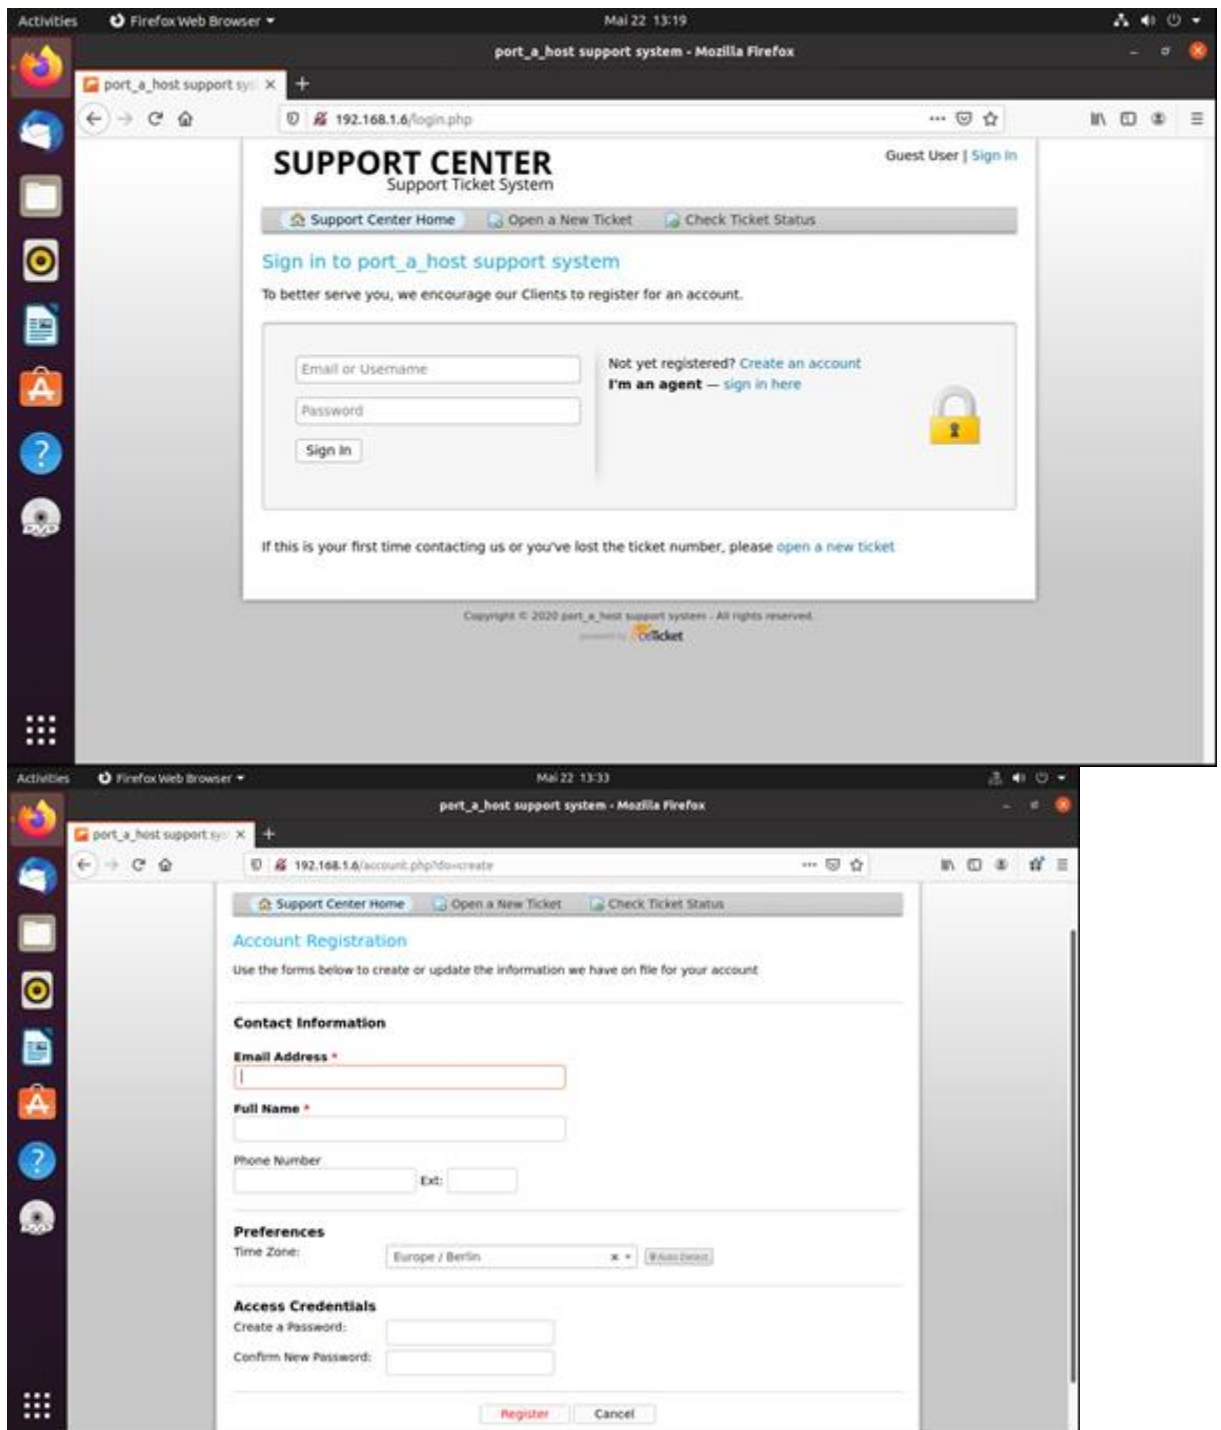 Activities Firefox Web Browser Mai 22 13:19
port_a_host support system - Mozilla Firefox
port_a_host support sys
192.168.1.6/login.php
SUPPORT CENTER
Support Ticket System
Guest User | Sign In
Support Center Home Open a New Ticket Check Ticket Status
Sign in to port_a_host support system
To better serve you, we encourage our Clients to register for an account.
Email or Username
Password
Sign In
Not yet registered? Create an account
I'm an agent — sign in here
If this is your first time contacting us or you've lost the ticket number, please open a new ticket
Copyright © 2020 port_a_host support system - All rights reserved.
powered by osTicket
DVD
Activities Firefox Web Browser Mai 22 13:33
port_a_host support system - Mozilla Firefox
port_a_host support sys
192.168.1.6/account.php?do=create
Support Center Home Open a New Ticket Check Ticket Status
Account Registration
Use the forms below to create or update the information we have on file for your account
Contact Information
Email Address *
Full Name *
Phone Number
Ext:
Preferences
Time Zone: Europe / Berlin Auto Detect
Access Credentials
Create a Password:
Confirm New Password:
Register Cancel